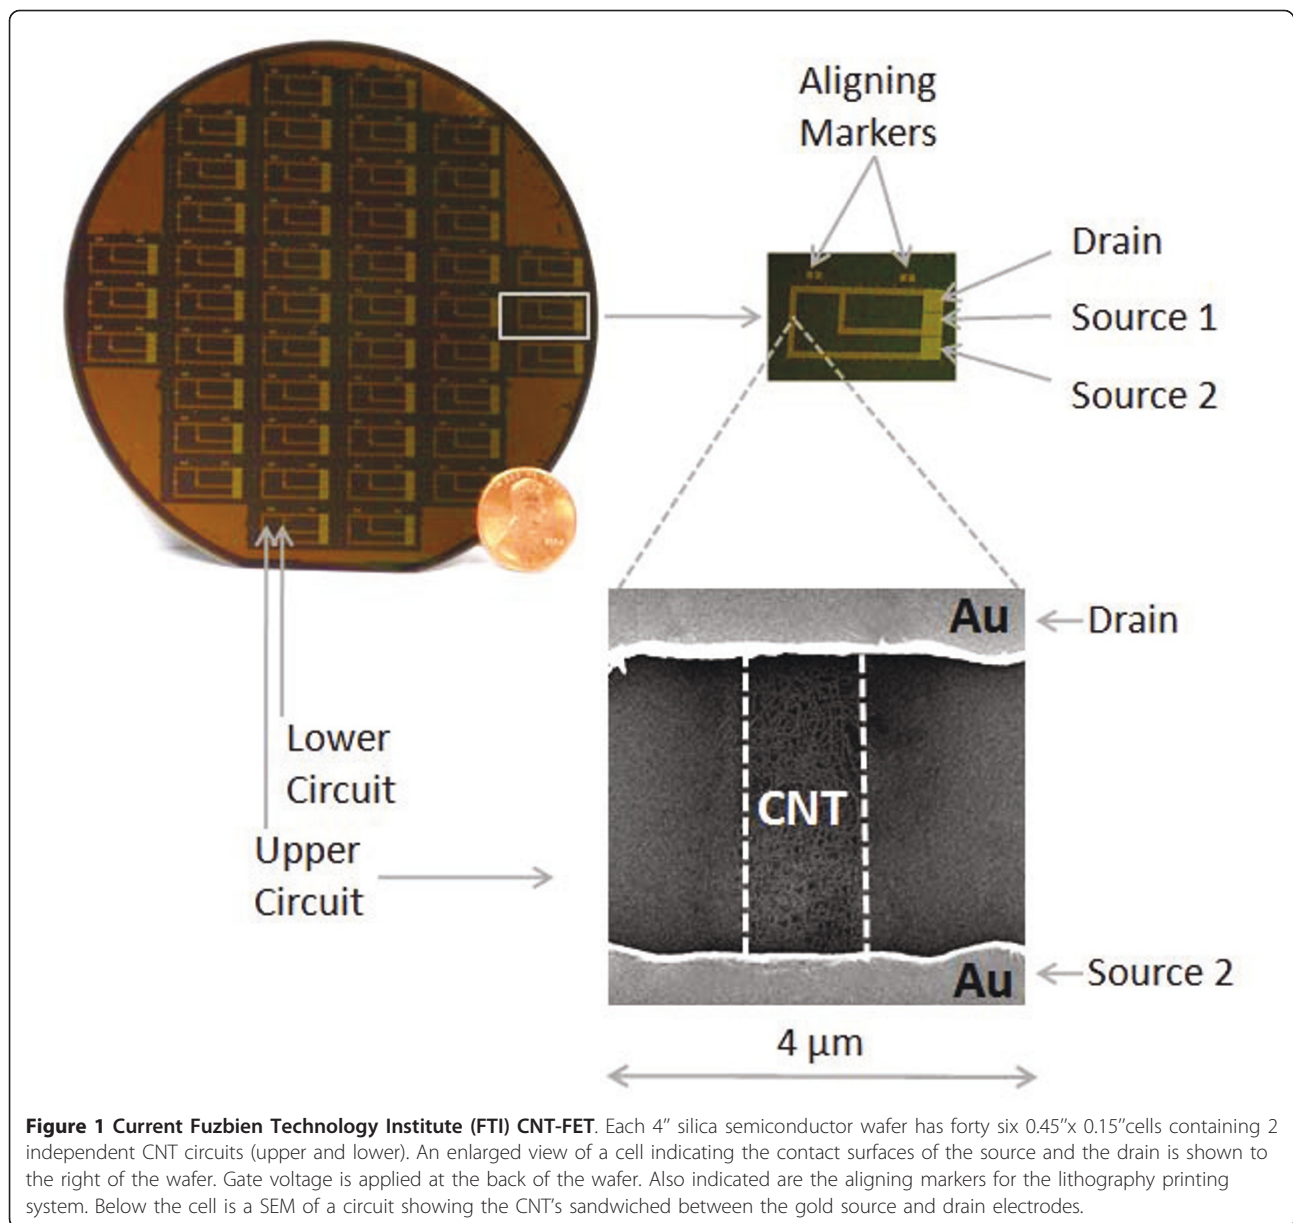 Aligning
Markers
Drain
Source 1
Source 2
Au
Drain
CNT
Lower
Circuit
Upper
Circuit
Au
Source 2
4 µm
Figure 1 Current Fuzbien Technology Institute (FTI) CNT-FET. Each 4" silica semiconductor wafer has forty six 0.45"x 0.15"cells containing 2
independent CNT circuits (upper and lower). An enlarged view of a cell indicating the contact surfaces of the source and the drain is shown to
the right of the wafer. Gate voltage is applied at the back of the wafer. Also indicated are the aligning markers for the lithography printing
system. Below the cell is a SEM of a circuit showing the CNT's sandwiched between the gold source and drain electrodes.